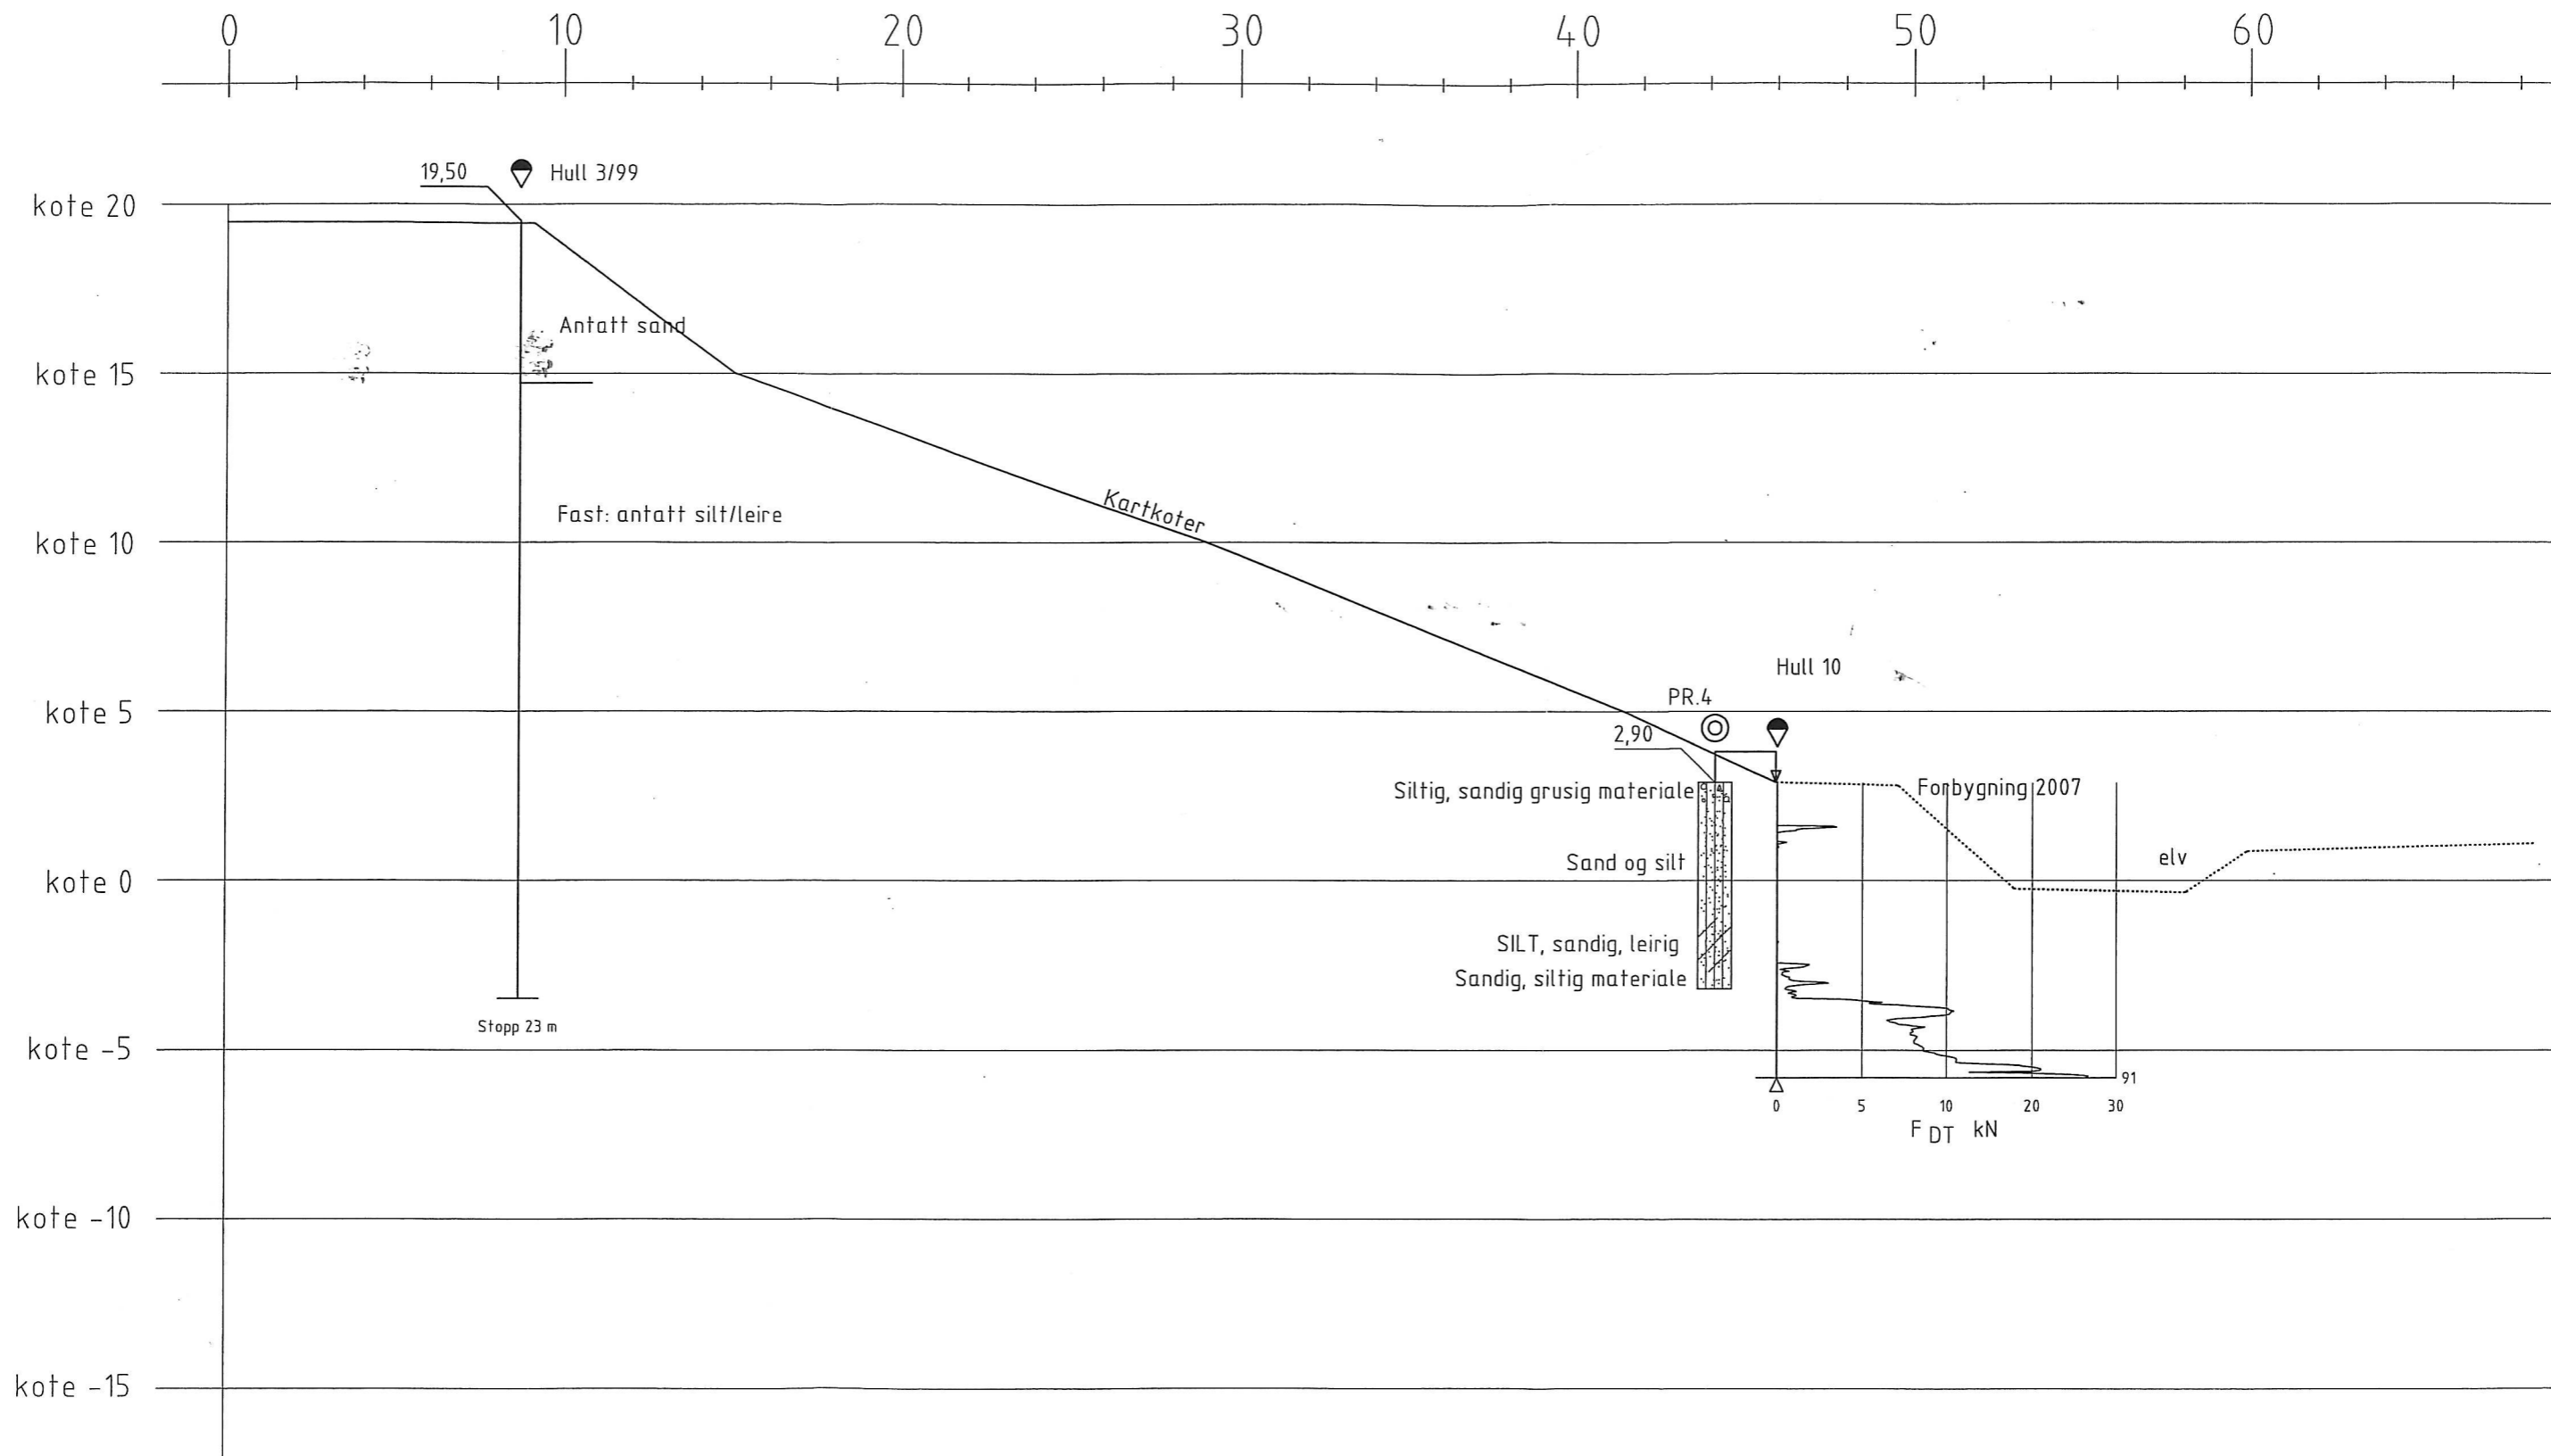 0 10 20 30 40 50 60
19,50 Hull 3/99
kote 20
Antatt sand
kote 15
Kartkoter
Fast: antatt silt/leire
kote 10
Hull 10
PR.4
kote 5
2,90
Siltig, sandig grusig materiale
Forbygning 2007
elv
Sand og silt
kote 0
SILT, sandig, leirig
Sandig, siltig materiale
Stopp 23 m
kote -5
91
0 5 10 20 30
F DT kN
kote -10
kote -15